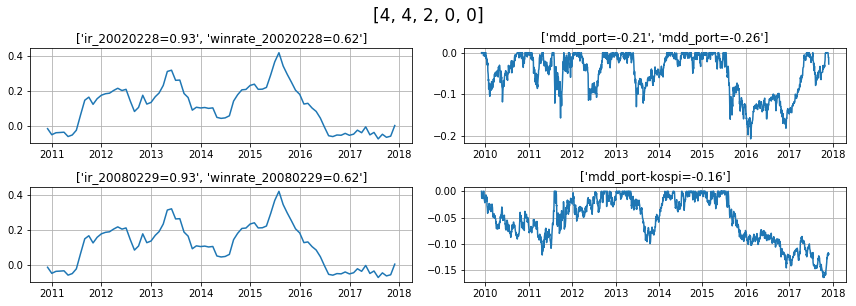 [4, 4, 2, 0, 0]
['ir_20020228=0.93', 'winrate_20020228=0.62']
0.4
0.2
0.0
2011 2012 2013 2014 2015 2016 2017 2018
['mdd_port=-0.21', 'mdd_port=-0.26']
0.0
−0.1
−0.2
2010 2011 2012 2013 2014 2015 2016 2017 2018
['ir_20080229=0.93', 'winrate_20080229=0.62']
0.4
0.2
0.0
2011 2012 2013 2014 2015 2016 2017 2018
['mdd_port-kospi=-0.16']
0.00
−0.05
−0.10
−0.15
2010 2011 2012 2013 2014 2015 2016 2017 2018